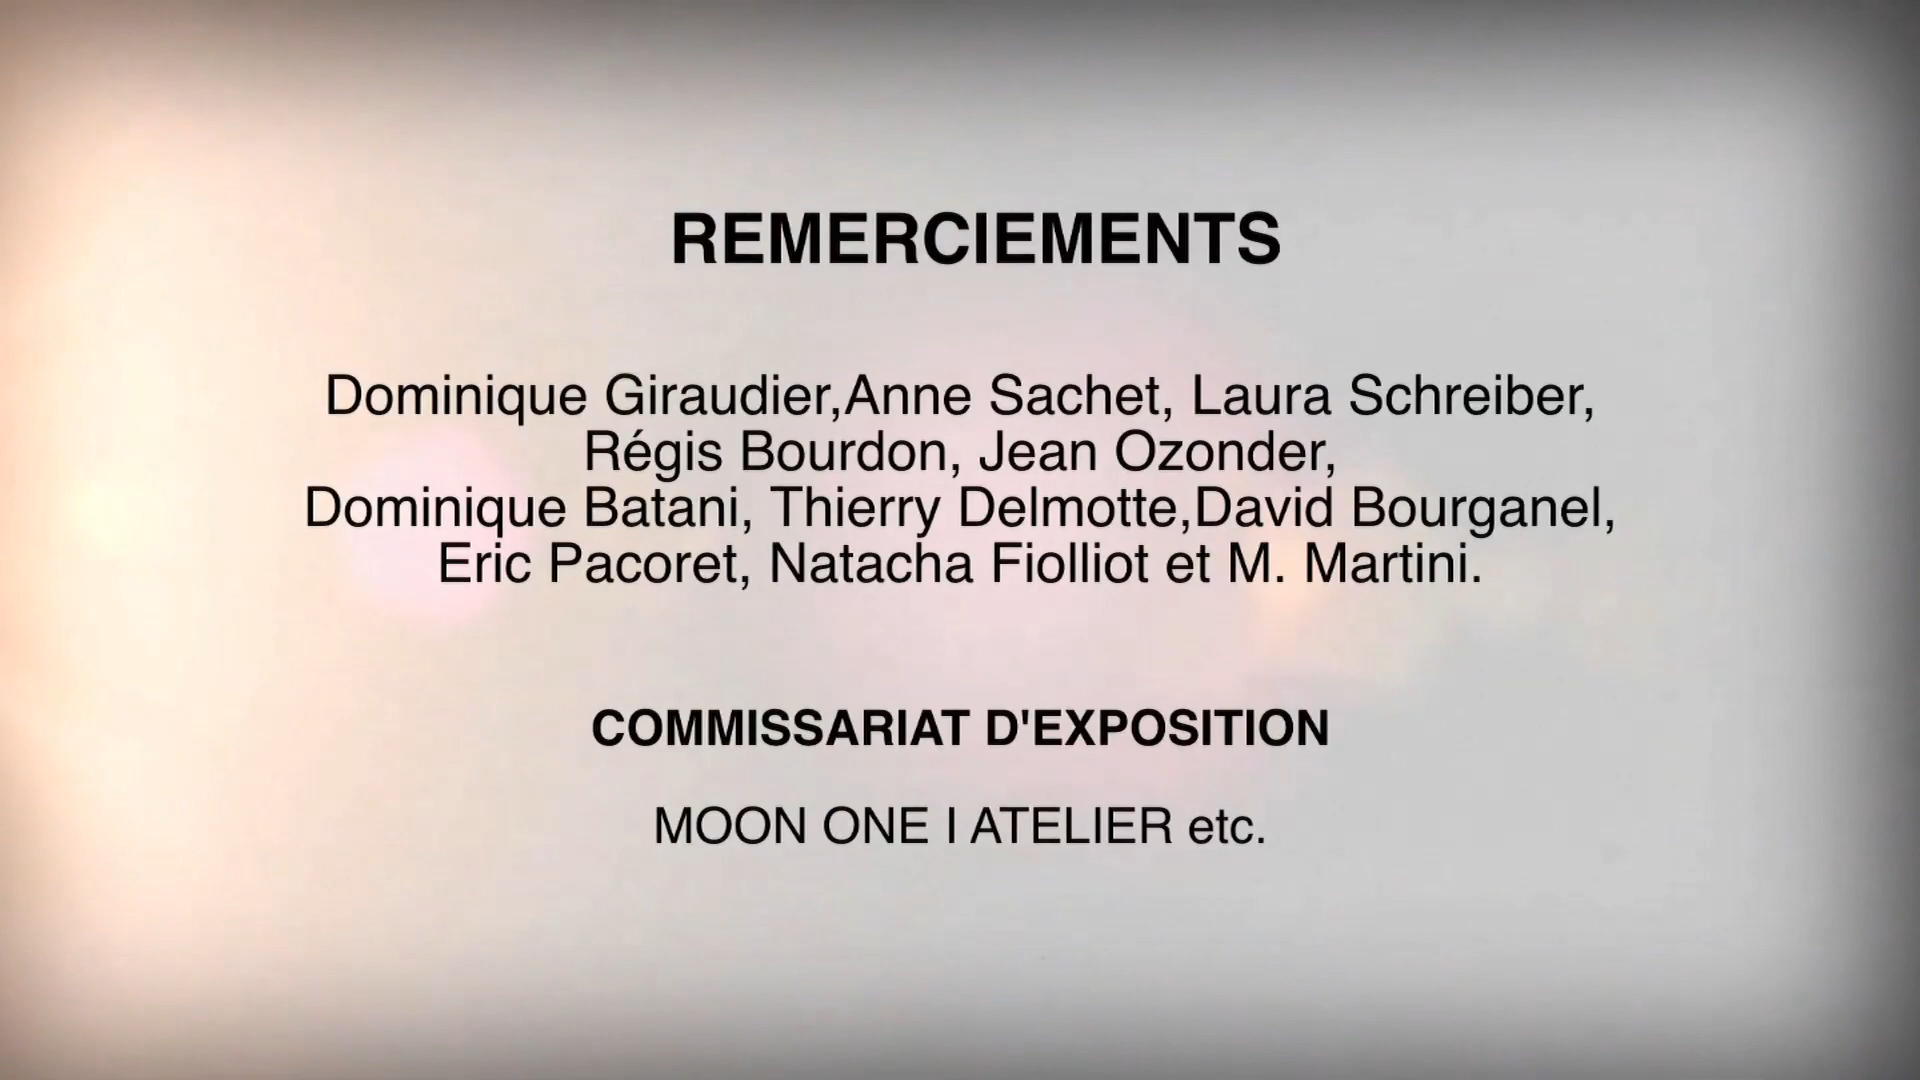 REMERCIEMENTS
Dominique Giraudier,Anne Sachet, Laura Schreiber,
Régis Bourdon, Jean Ozonder,
Dominique Batani, Thierry Delmotte,David Bourganel,
Eric Pacoret, Natacha Fiolliot et M. Martini.
COMMISSARIAT D'EXPOSITION
MOON ONE I ATELIER etc.